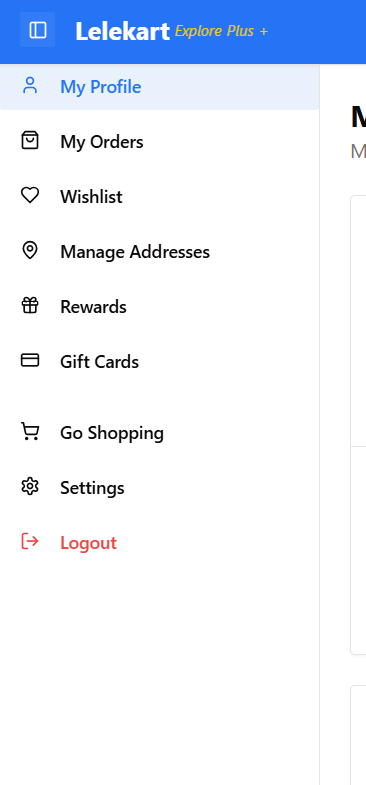 Lelekart Explore Plus +
My Profile
My Orders
Wishlist
Manage Addresses
Rewards
Gift Cards
Go Shopping
Settings
Logout